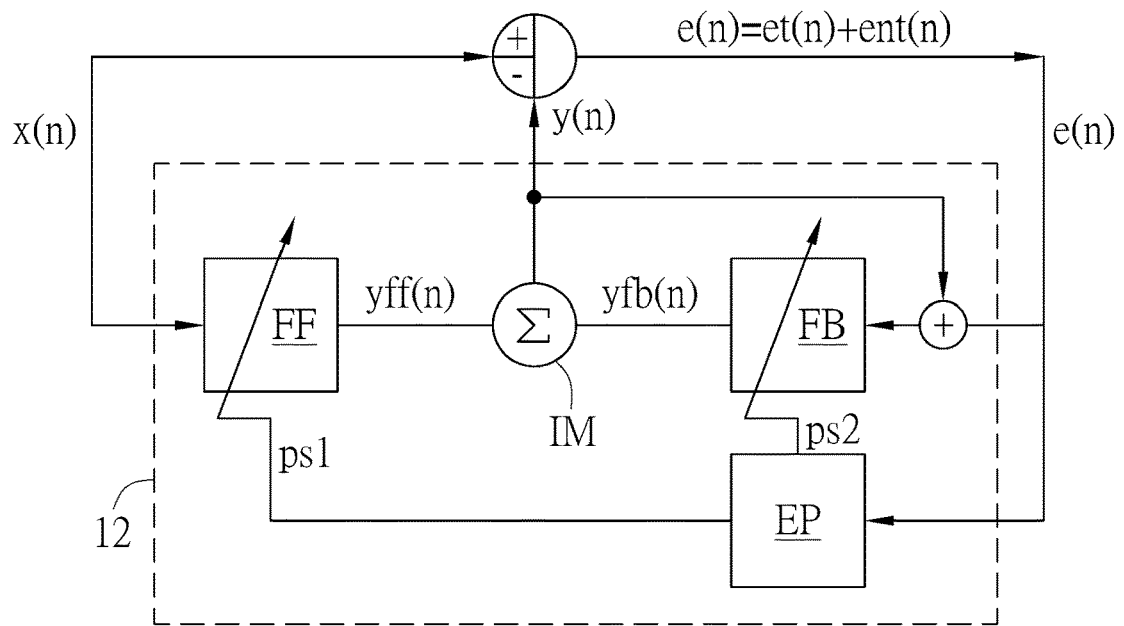 +
-
e(n)=et(n)+ent(n)
x(n)
y(n)
e(n)
FF
yff(n)
Σ
yfb(n)
FB
+
IM
ps1
ps2
12
EP